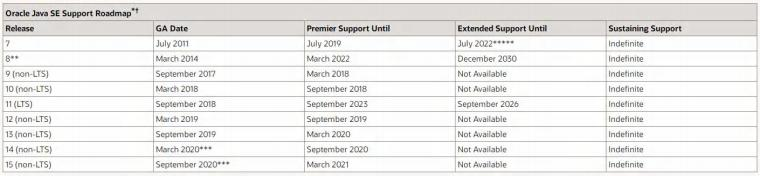 Oracle Java SE Support Roadmap*†
Release GA Date Premier Support Until Extended Support Until Sustaining Support
7 July 2011 July 2019 July 2022***** Indefinite
8** March 2014 March 2022 December 2030 Indefinite
9 (non-LTS) September 2017 March 2018 Not Available Indefinite
10 (non-LTS) March 2018 September 2018 Not Available Indefinite
11 (LTS) September 2018 September 2023 September 2026 Indefinite
12 (non-LTS) March 2019 September 2019 Not Available Indefinite
13 (non-LTS) September 2019 March 2020 Not Available Indefinite
14 (non-LTS) March 2020*** September 2020 Not Available Indefinite
15 (non-LTS) September 2020*** March 2021 Not Available Indefinite